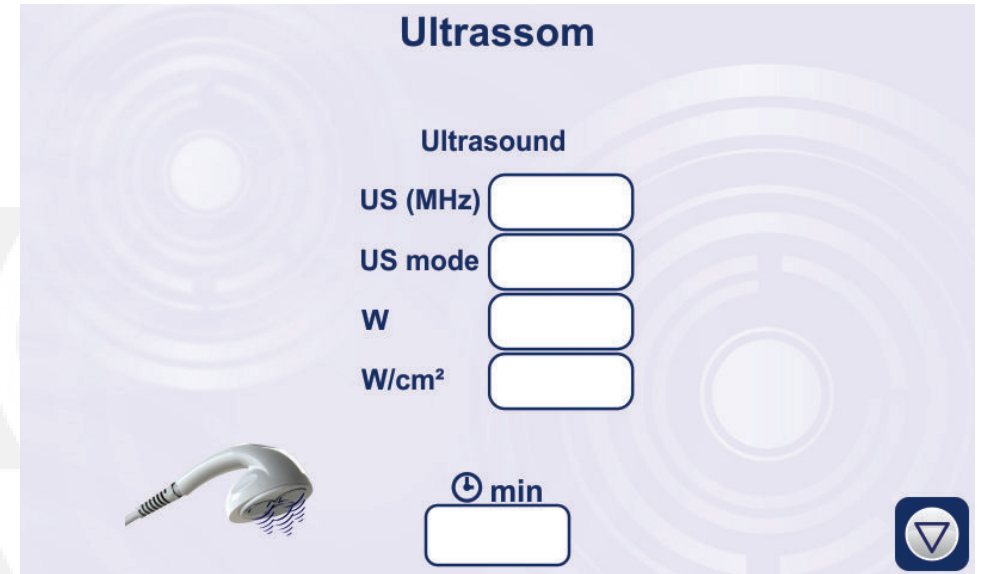 Ultrassom
Ultrasound
US (MHz)
US mode
W
W/cm²
min